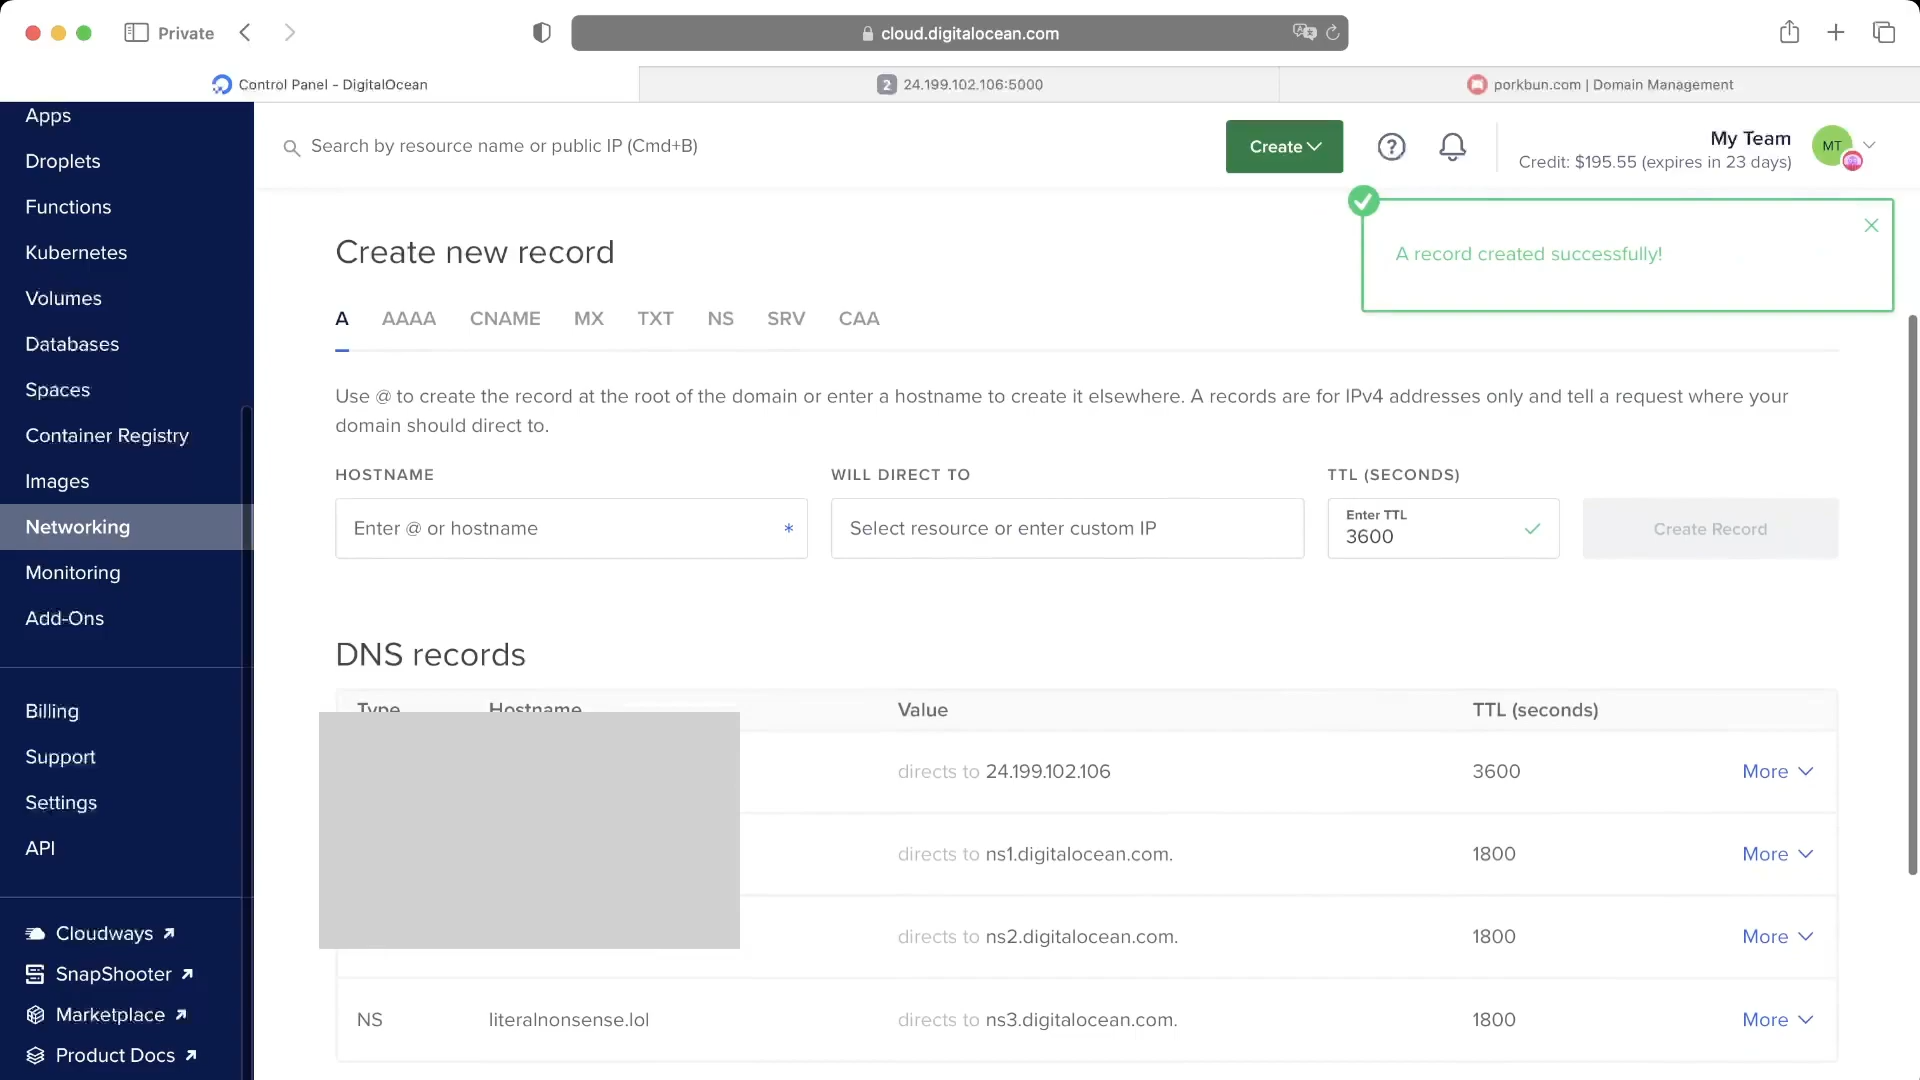 Private
cloud.digitalocean.com
Control Panel – DigitalOcean
2 24.199.102.106:5000
porkbun.com | Domain Management
Apps
Droplets
Functions
Kubernetes
Volumes
Databases
Spaces
Container Registry
Images
Networking
Monitoring
Add-Ons
Billing
Support
Settings
API
Cloudways
SnapShooter
Marketplace
Product Docs
Search by resource name or public IP (Cmd+B)
Create
?
My Team
Credit: $195.55 (expires in 23 days)
MT
A record created successfully!
Create new record
A AAAA CNAME MX TXT NS SRV CAA
Use @ to create the record at the root of the domain or enter a hostname to create it elsewhere. A records are for IPv4 addresses only and tell a request where your
domain should direct to.
HOSTNAME WILL DIRECT TO TTL (SECONDS)
Enter @ or hostname *
Select resource or enter custom IP
Enter TTL
3600
Create Record
DNS records
Type Hostname Value TTL (seconds)
directs to 24.199.102.106 3600 More
directs to ns1.digitalocean.com. 1800 More
directs to ns2.digitalocean.com. 1800 More
NS literalnonsense.lol directs to ns3.digitalocean.com. 1800 More